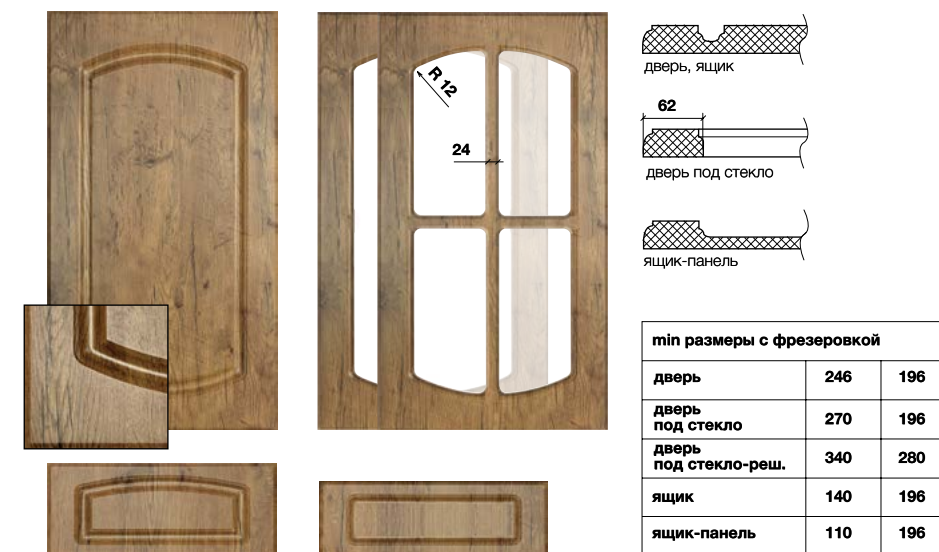 R 12
24
дверь, ящик
62
дверь под стекло
ящик-панель
min размеры с фрезеровкой
дверь 246 196
дверь
под стекло 270 196
дверь
под стекло-реш. 340 280
ящик 140 196
ящик-панель 110 196